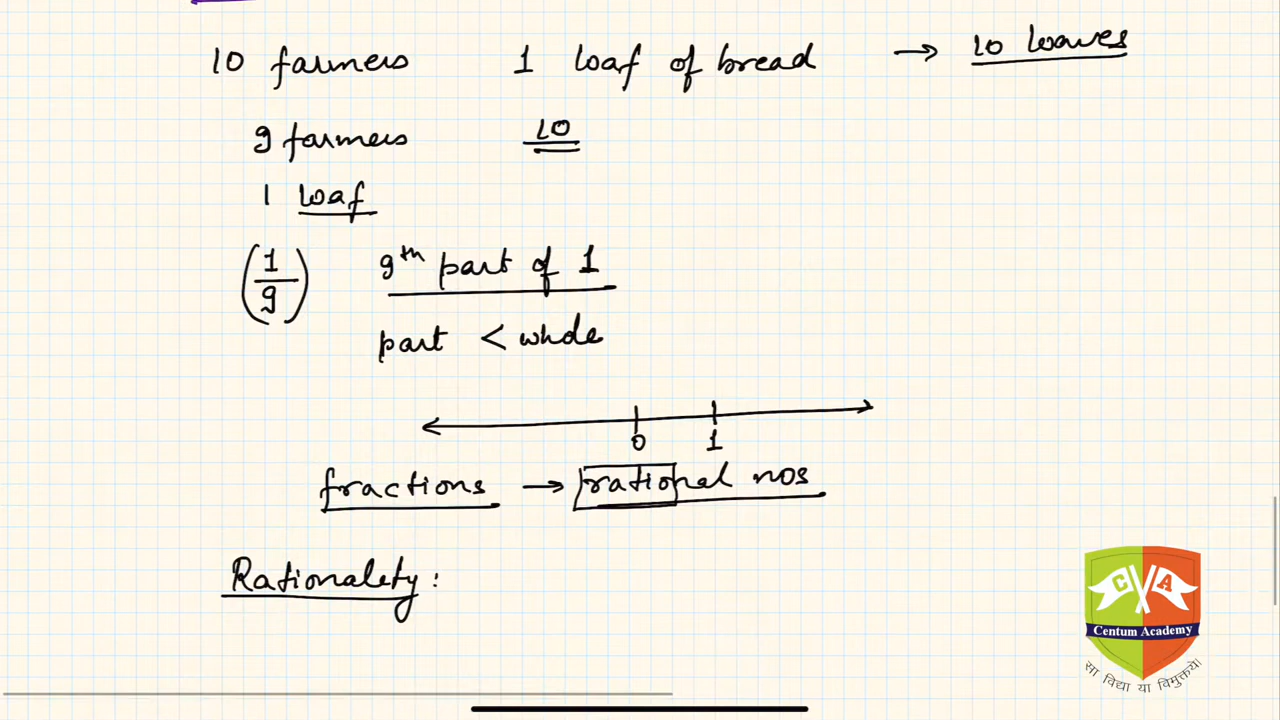 10 farmers 1 loaf of bread → 10 loaves
9 farmers 10
1 loaf
(1/9) 9th part of 1
part < whole
0 1
fractions → rational nos
Rationality:
C A
Centum Academy
सा विद्या या विमुक्तये।